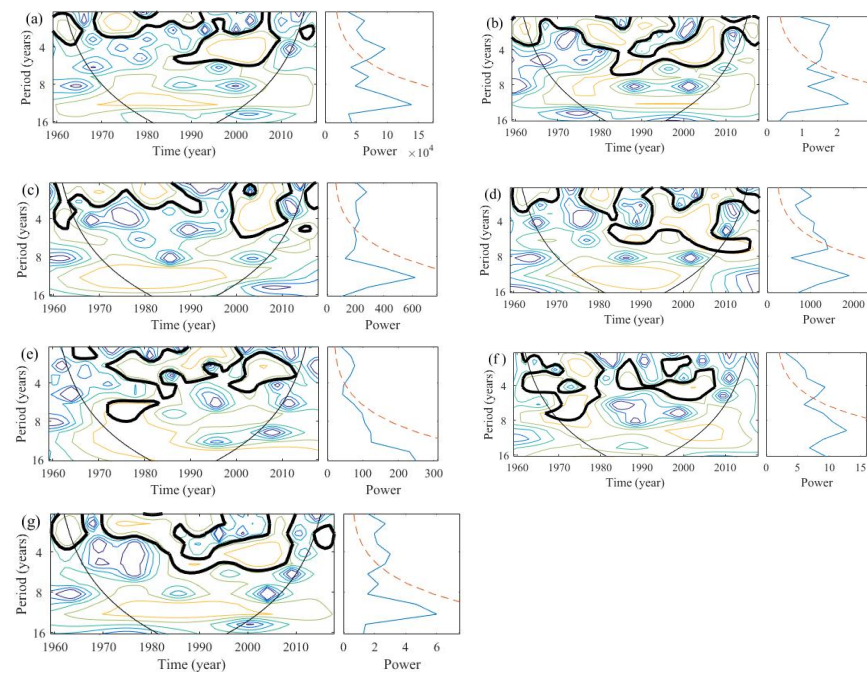 (a)
Period (years)
4
8
16
1960 1970 1980 1990 2000 2010
Time (year)
0 5 10 15
Power ×10⁴
(b)
Period (years)
4
8
16
1960 1970 1980 1990 2000 2010
Time (year)
0 1 2
Power
(c)
Period (years)
4
8
16
1960 1970 1980 1990 2000 2010
Time (year)
0 200 400 600
Power
(d)
Period (years)
4
8
16
1960 1970 1980 1990 2000 2010
Time (year)
0 1000 2000
Power
(e)
Period (years)
4
8
16
1960 1970 1980 1990 2000 2010
Time (year)
0 100 200 300
Power
(f)
Period (years)
4
8
16
1960 1970 1980 1990 2000 2010
Time (year)
0 5 10 15
Power
(g)
Period (years)
4
8
16
1960 1970 1980 1990 2000 2010
Time (year)
0 2 4 6
Power